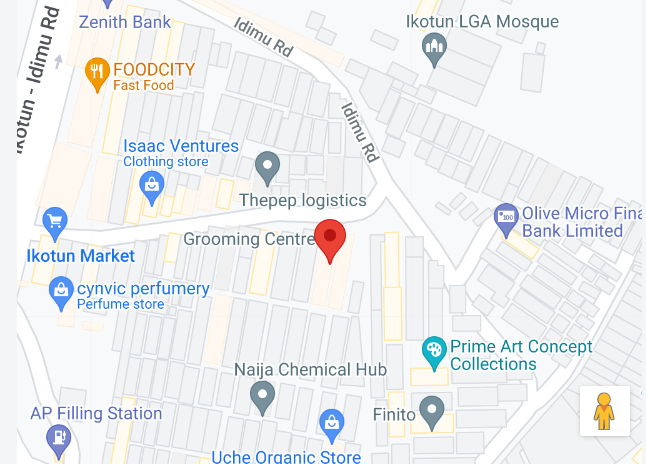 Zenith Bank
Idimu Rd
Ikotun LGA Mosque
FOODCITY
Fast Food
Ikotun - Idimu Rd
Idimu Rd
Isaac Ventures
Clothing store
Thepep logistics
Olive Micro Fina
Bank Limited
100
Grooming Centre
Ikotun Market
cynvic perfumery
Perfume store
Prime Art Concept
Collections
Naija Chemical Hub
AP Filling Station
Finito
Uche Organic Store